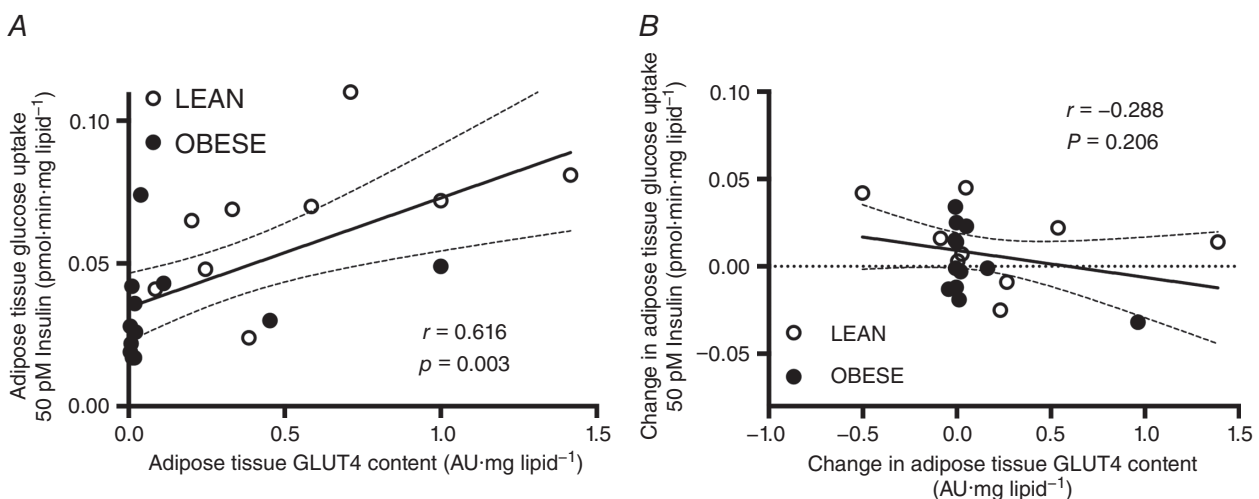 A
Adipose tissue glucose uptake
50 pM Insulin (pmol·min·mg lipid⁻¹)
0.10
0.05
0.00
LEAN
OBESE
r = 0.616
p = 0.003
0.0 0.5 1.0 1.5
Adipose tissue GLUT4 content (AU·mg lipid⁻¹)
B
Change in adipose tissue glucose uptake
50 pM Insulin (pmol·min·mg lipid⁻¹)
0.10
0.05
0.00
−0.05
r = −0.288
P = 0.206
LEAN
OBESE
−1.0 −0.5 0.0 0.5 1.0 1.5
Change in adipose tissue GLUT4 content
(AU·mg lipid⁻¹)